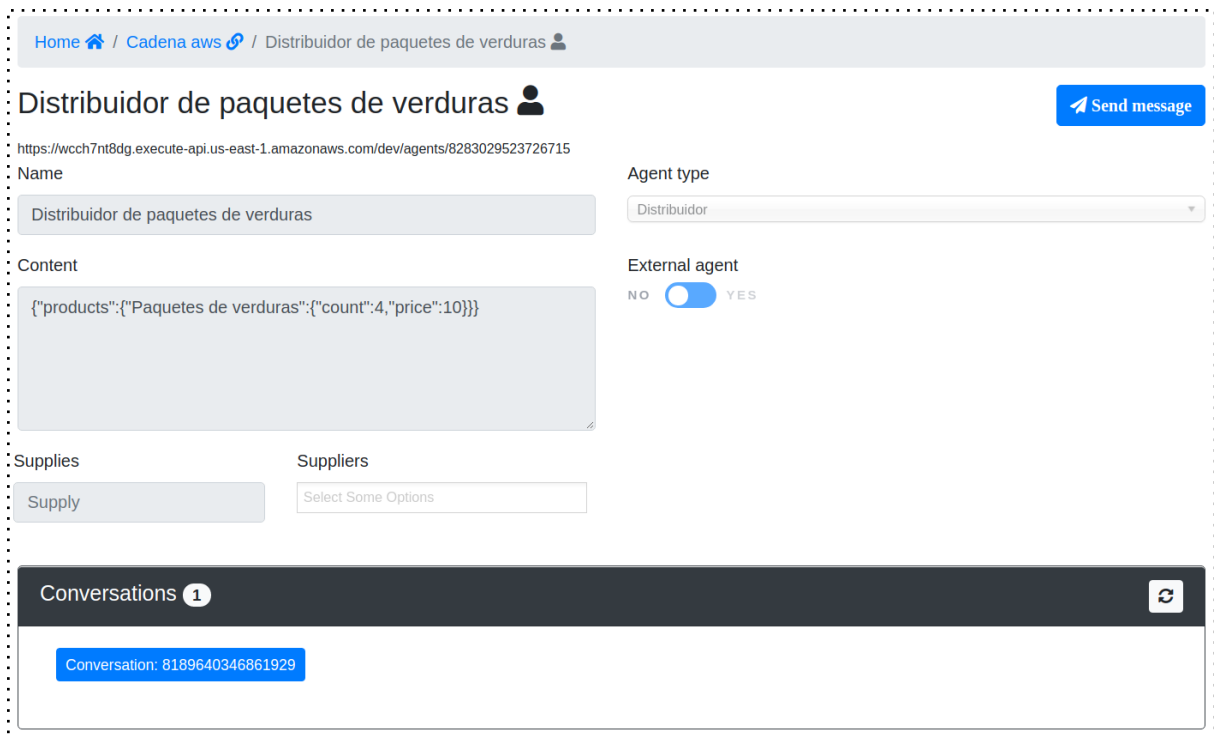 Home / Cadena aws / Distribuidor de paquetes de verduras
Distribuidor de paquetes de verduras
Send message
https://wcch7nt8dg.execute-api.us-east-1.amazonaws.com/dev/agents/8283029523726715
Name
Agent type
Distribuidor de paquetes de verduras
Distribuidor
Content
External agent
{"products":{"Paquetes de verduras":{"count":4,"price":10}}}
NO YES
Supplies
Suppliers
Supply
Select Some Options
Conversations 1
Conversation: 8189640346861929